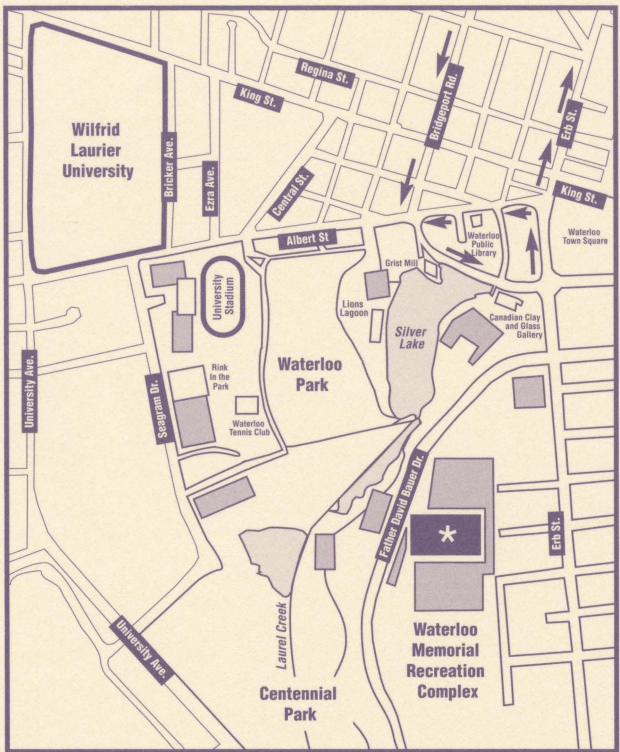 Regina St.
King St.
Bridgeport Rd.
Erb St.
Wilfrid
Laurier
University
Bricker Ave.
Ezra Ave.
Central St.
King St.
Albert St
Waterloo
Public
Library
Waterloo
Town Square
Grist Mill
University
Stadium
Lions
Lagoon
Silver
Lake
Canadian Clay
and Glass
Gallery
Waterloo
Park
Rink
In the
Park
Waterloo
Tennis Club
University Ave.
Seagram Dr.
Father David Bauer Dr.
Erb St.
*
Laurel Creek
University Ave.
Waterloo
Memorial
Recreation
Complex
Centennial
Park